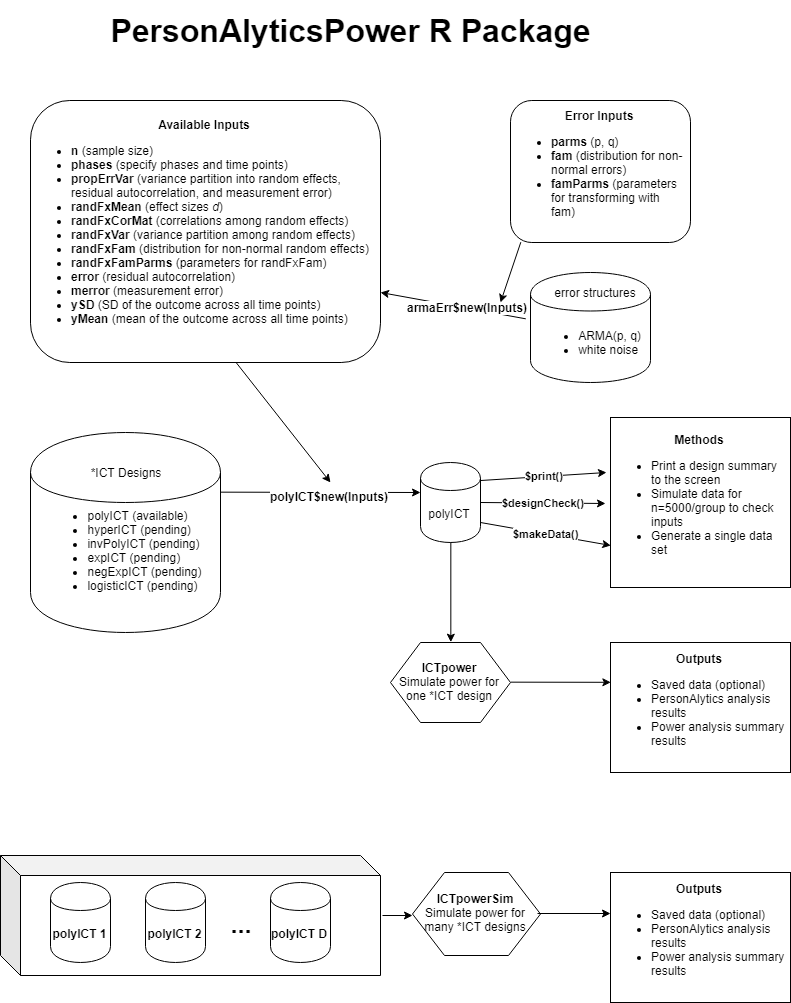 PersonAlyticsPower R Package
Available Inputs
n (sample size)
phases (specify phases and time points)
propErrVar (variance partition into random effects,
residual autocorrelation, and measurement error)
randFxMean (effect sizes d)
randFxCorMat (correlations among random effects)
randFxVar (variance partition among random effects)
randFxFam (distribution for non-normal random effects)
randFxFamParms (parameters for randFxFam)
error (residual autocorrelation)
merror (measurement error)
ySD (SD of the outcome across all time points)
yMean (mean of the outcome across all time points)
Error Inputs
parms (p, q)
fam (distribution for non-
normal errors)
famParms (parameters
for transforming with
fam)
armaErr$new(Inputs)
error structures
ARMA(p, q)
white noise
*ICT Designs
polyICT (available)
hyperICT (pending)
invPolyICT (pending)
expICT (pending)
negExpICT (pending)
logisticICT (pending)
polyICT$new(Inputs)
polyICT
$print()
$designCheck()
$makeData()
Methods
Print a design summary
to the screen
Simulate data for
n=5000/group to check
inputs
Generate a single data
set
ICTpower
Simulate power for
one *ICT design
Outputs
Saved data (optional)
PersonAlytics analysis
results
Power analysis summary
results
polyICT 1
polyICT 2
...
polyICT D
ICTpowerSim
Simulate power for
many *ICT designs
Outputs
Saved data (optional)
PersonAlytics analysis
results
Power analysis summary
results